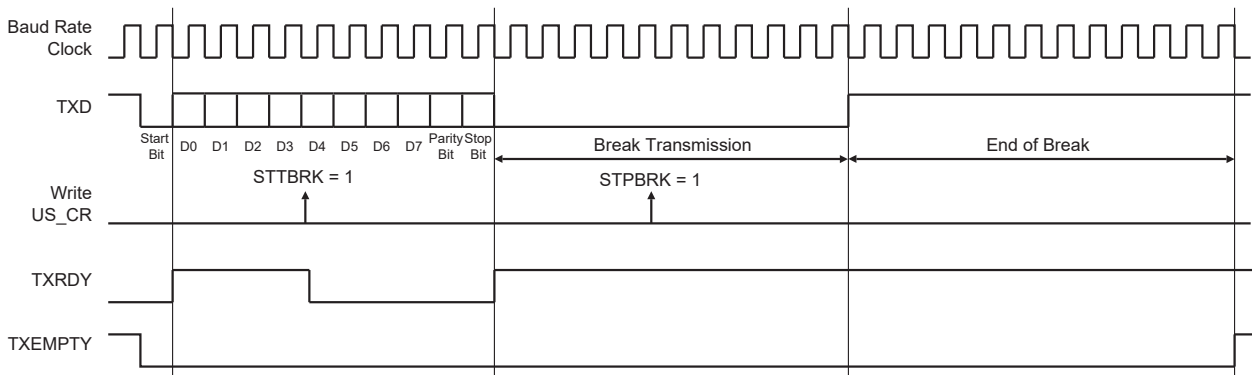 Baud Rate
Clock
TXD
Start
Bit
D0 D1 D2 D3 D4 D5 D6 D7
Parity
Bit
Stop
Bit
Break Transmission
End of Break
STTBRK = 1
STPBRK = 1
Write
US_CR
TXRDY
TXEMPTY